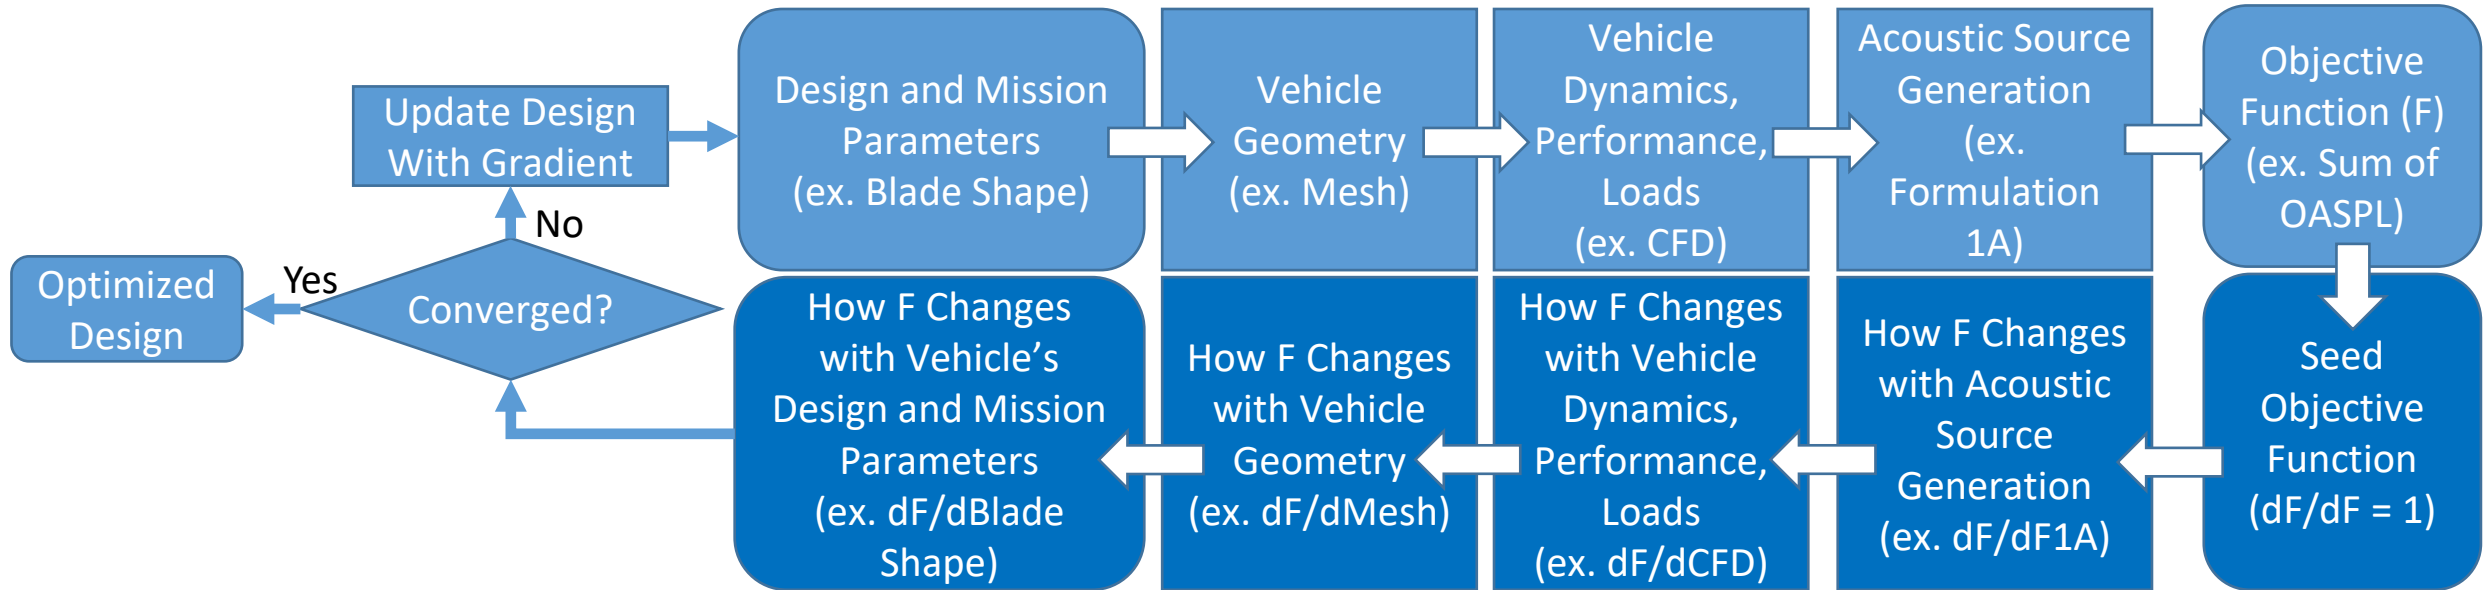 Update Design
With Gradient
No
Yes
Optimized
Design
Converged?
Design and Mission
Parameters
(ex. Blade Shape)
Vehicle
Geometry
(ex. Mesh)
Vehicle
Dynamics,
Performance,
Loads
(ex. CFD)
Acoustic Source
Generation
(ex.
Formulation
1A)
Objective
Function (F)
(ex. Sum of
OASPL)
How F Changes
with Vehicle’s
Design and Mission
Parameters
(ex. dF/dBlade
Shape)
How F Changes
with Vehicle
Geometry
(ex. dF/dMesh)
How F Changes
with Vehicle
Dynamics,
Performance,
Loads
(ex. dF/dCFD)
How F Changes
with Acoustic
Source
Generation
(ex. dF/dF1A)
Seed
Objective
Function
(dF/dF = 1)